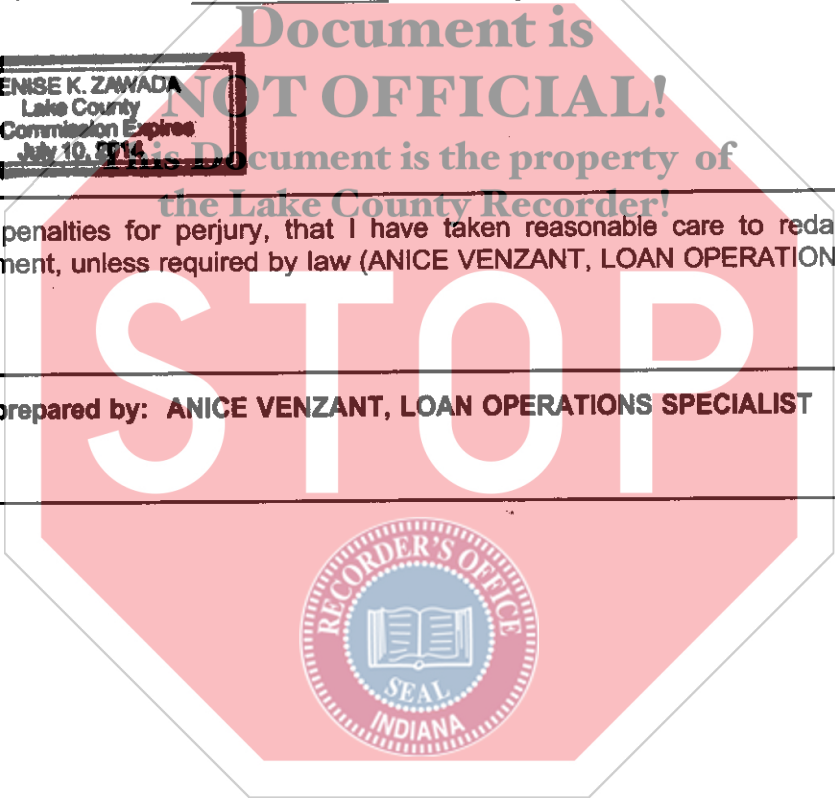 Document is
ENISE K. ZAWADA
Lake County
NOT OFFICIAL!
Commission Expires
July 10, 2014
This Document is the property of
the Lake County Recorder!
penalties for perjury, that I have taken reasonable care to reda
ment, unless required by law (ANICE VENZANT, LOAN OPERATION
STOP
prepared by: ANICE VENZANT, LOAN OPERATIONS SPECIALIST
RECORDER'S OFFICE
SEAL
INDIANA